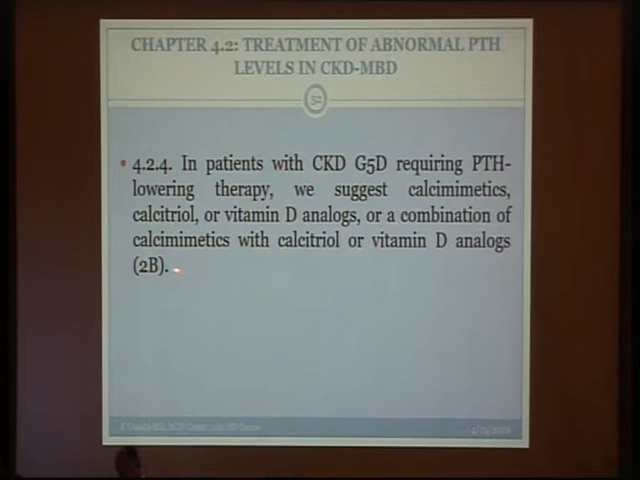 CHAPTER 4.2: TREATMENT OF ABNORMAL PTH
LEVELS IN CKD-MBD
52
• 4.2.4. In patients with CKD G5D requiring PTH-
lowering therapy, we suggest calcimimetics,
calcitriol, or vitamin D analogs, or a combination of
calcimimetics with calcitriol or vitamin D analogs
(2B).